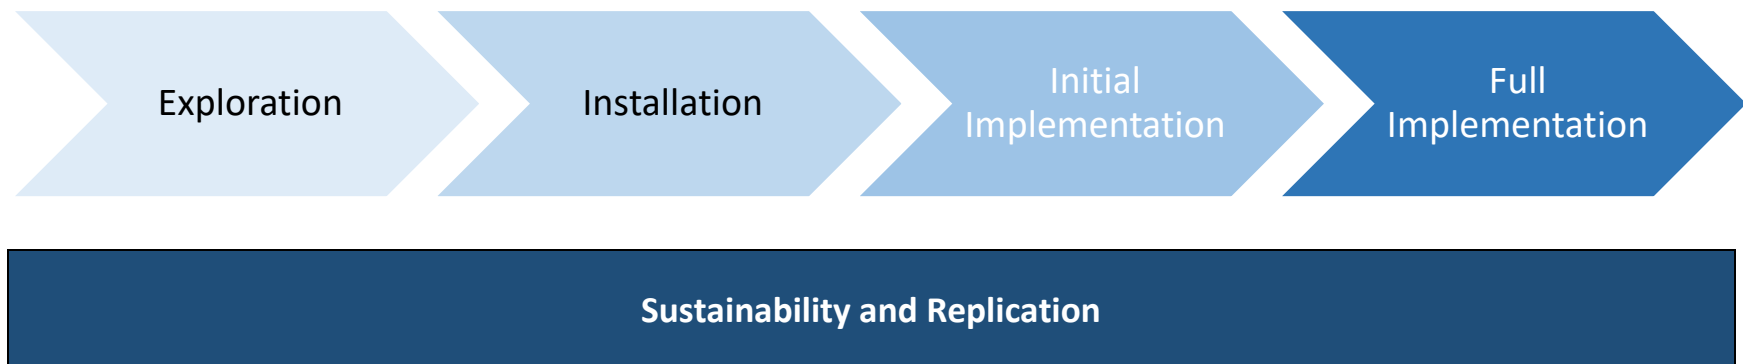 Exploration
Installation
Initial
Implementation
Full
Implementation
Sustainability and Replication